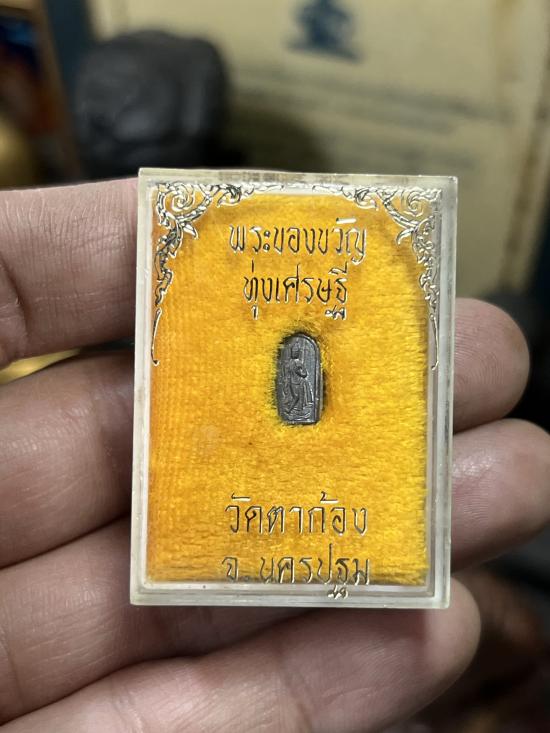 พระของขวัญ
ทุ่งเศรษฐี
วัดตาก้อง
จ.นครปฐม